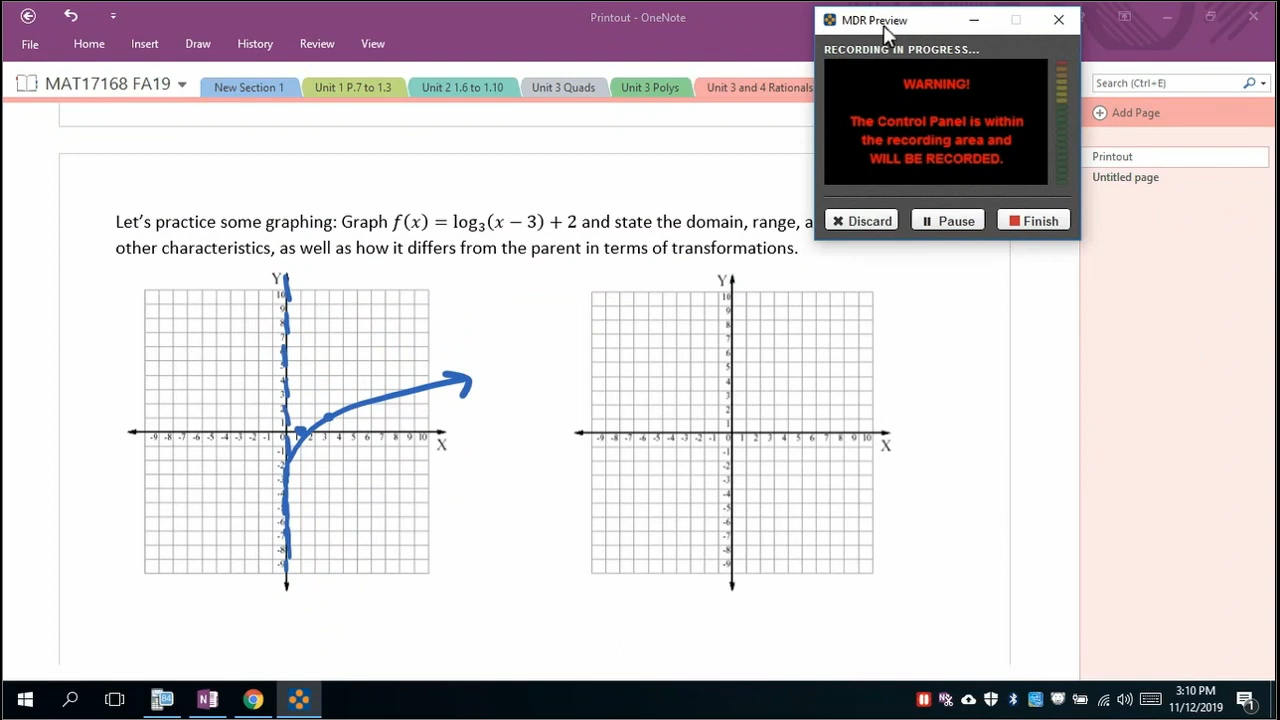 Printout - OneNote
MDR Preview
File Home Insert Draw History Review View
RECORDING IN PROGRESS...
WARNING!
The Control Panel is within
the recording area and
WILL BE RECORDED.
MAT17168 FA19
New Section 1 Unit 1 P.7 to 1.3 Unit 2 1.6 to 1.10 Unit 3 Quads Unit 3 Polys Unit 3 and 4 Rationals
Search (Ctrl+E)
Add Page
Printout
Untitled page
Discard Pause Finish
Let's practice some graphing: Graph f(x) = log₃(x − 3) + 2 and state the domain, range, a
other characteristics, as well as how it differs from the parent in terms of transformations.
Y
X
Y
X
3:10 PM
11/12/2019
1